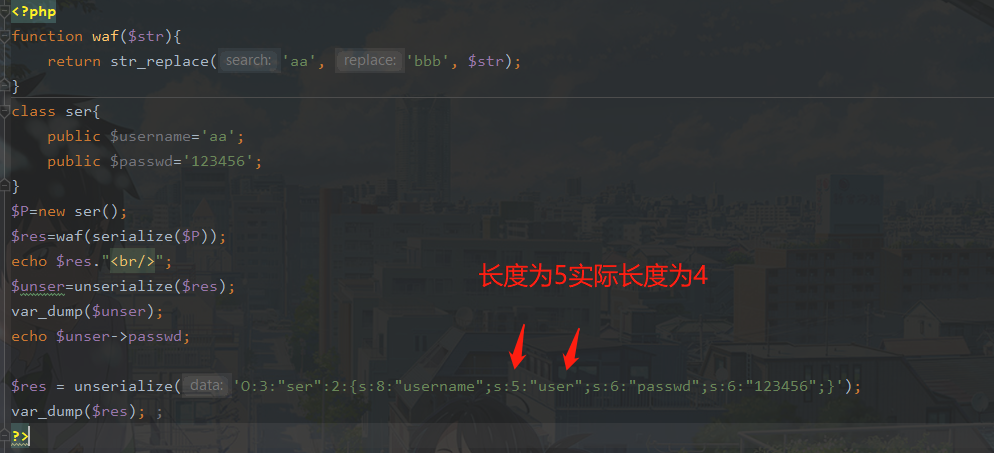 <?php
function waf($str){
    return str_replace( search: 'aa', replace: 'bbb', $str);
}
class ser{
    public $username='aa';
    public $passwd='123456';
}
$P=new ser();
$res=waf(serialize($P));
echo $res."<br/>";
$unser=unserialize($res);
var_dump($unser);
echo $unser->passwd;
长度为5实际长度为4
$res = unserialize( data: 'O:3:"ser":2:{s:8:"username";s:5:"user";s:6:"passwd";s:6:"123456";}');
var_dump($res); ;
?>